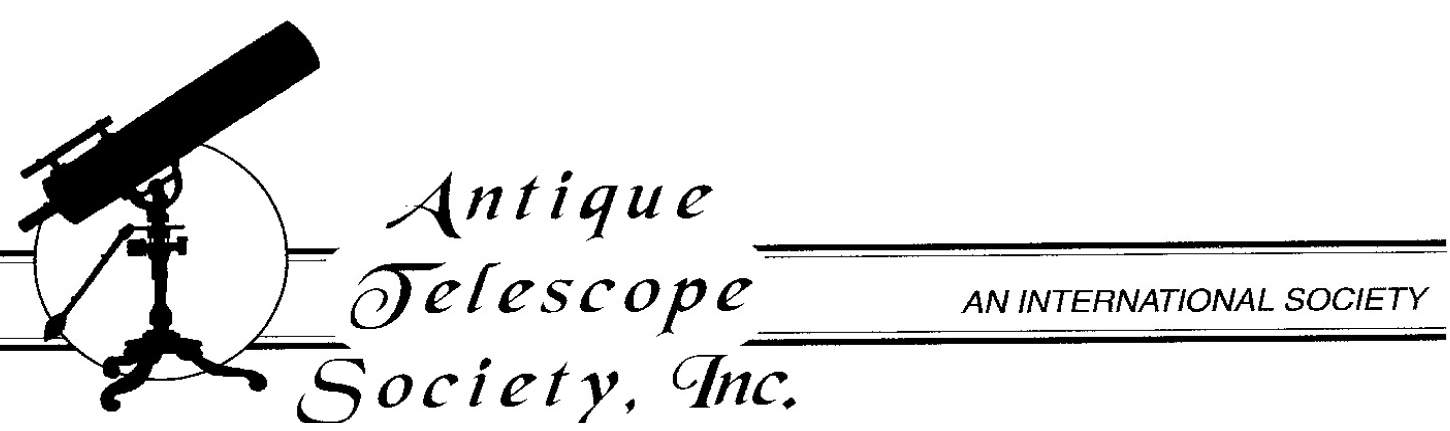 Antique
Telescope
Society, Inc.
AN INTERNATIONAL SOCIETY